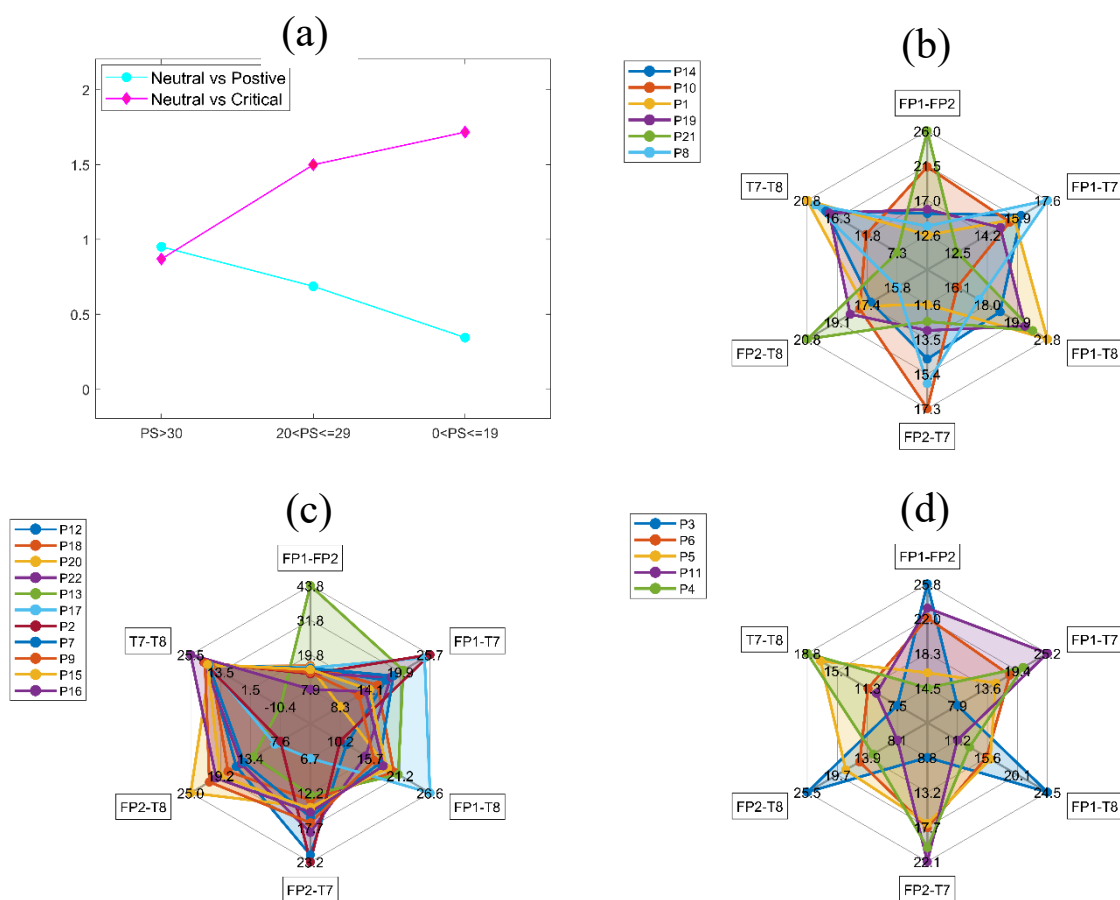 (a)
2
1.5
1
0.5
0
Neutral vs Postive
Neutral vs Critical
PS>30
20<PS<=29
0<PS<=19
(b)
P14
P10
P1
P19
P21
P8
FP1-FP2
26.0
21.5
17.0
12.6
FP1-T7
17.6
15.9
14.2
12.5
FP1-T8
21.8
19.9
18.0
16.1
FP2-T7
17.3
15.4
13.5
11.6
FP2-T8
20.8
19.1
17.4
15.8
T7-T8
20.8
16.3
11.8
7.3
(c)
P12
P18
P20
P22
P13
P17
P2
P7
P9
P15
P16
FP1-FP2
43.8
31.8
19.8
7.9
FP1-T7
25.7
19.9
14.1
8.3
FP1-T8
26.6
21.2
15.7
10.2
FP2-T7
23.2
17.7
12.2
6.7
FP2-T8
25.0
19.2
13.4
7.6
T7-T8
25.5
13.5
1.5
-10.4
(d)
P3
P6
P5
P11
P4
FP1-FP2
25.8
22.0
18.3
14.5
FP1-T7
25.2
19.4
13.6
7.9
FP1-T8
24.5
20.1
15.6
11.2
FP2-T7
22.1
17.7
13.2
8.8
FP2-T8
25.5
19.7
13.9
8.1
T7-T8
18.8
15.1
11.3
7.5